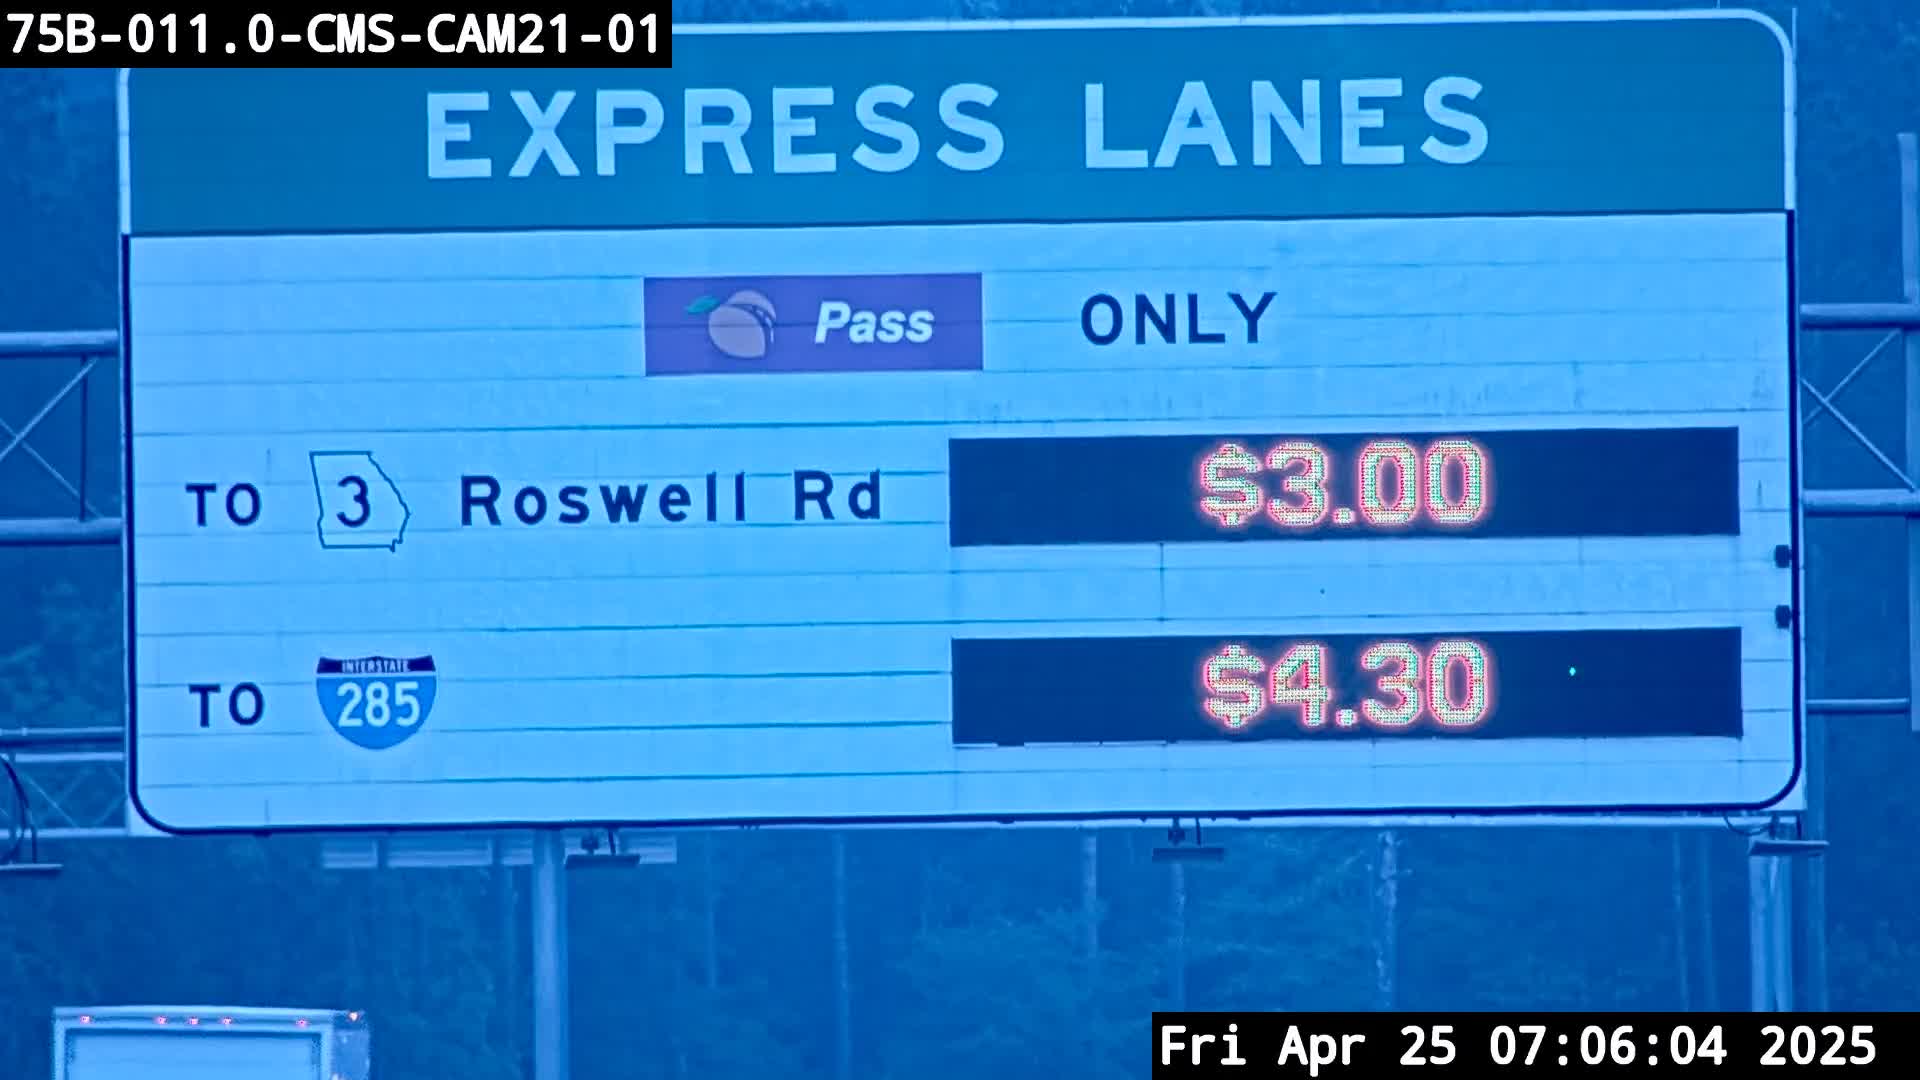 75B-011.0-CMS-CAM21-01
EXPRESS LANES
Pass ONLY
TO 3 Roswell Rd $3.00
TO INTERSTATE 285 $4.30
Fri Apr 25 07:06:04 2025